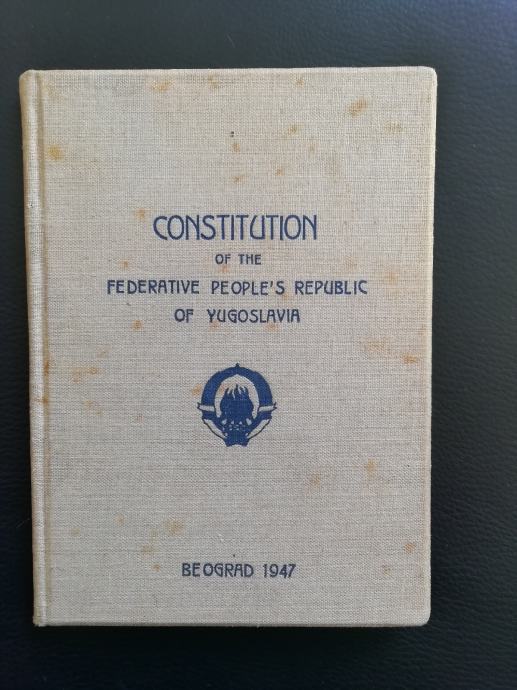 CONSTITUTION
OF THE
FEDERATIVE PEOPLE'S REPUBLIC
OF YUGOSLAVIA
BEOGRAD 1947